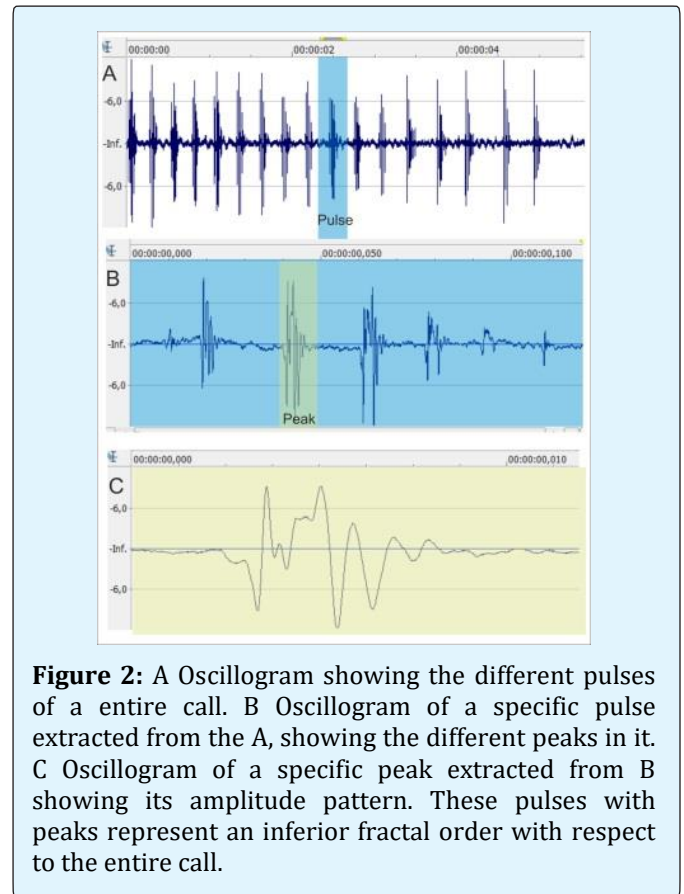 00:00:00 00:00:02 00:00:04
A
-6,0
-Inf.
-6,0
Pulse
00:00:00,000 00:00:00,050 00:00:00,100
B
-6,0
-Inf.
-6,0
Peak
00:00:00,000 00:00:00,010
C
-6,0
-Inf.
-6,0
Figure 2: A Oscillogram showing the different pulses
of a entire call. B Oscillogram of a specific pulse
extracted from the A, showing the different peaks in it.
C Oscillogram of a specific peak extracted from B
showing its amplitude pattern. These pulses with
peaks represent an inferior fractal order with respect
to the entire call.